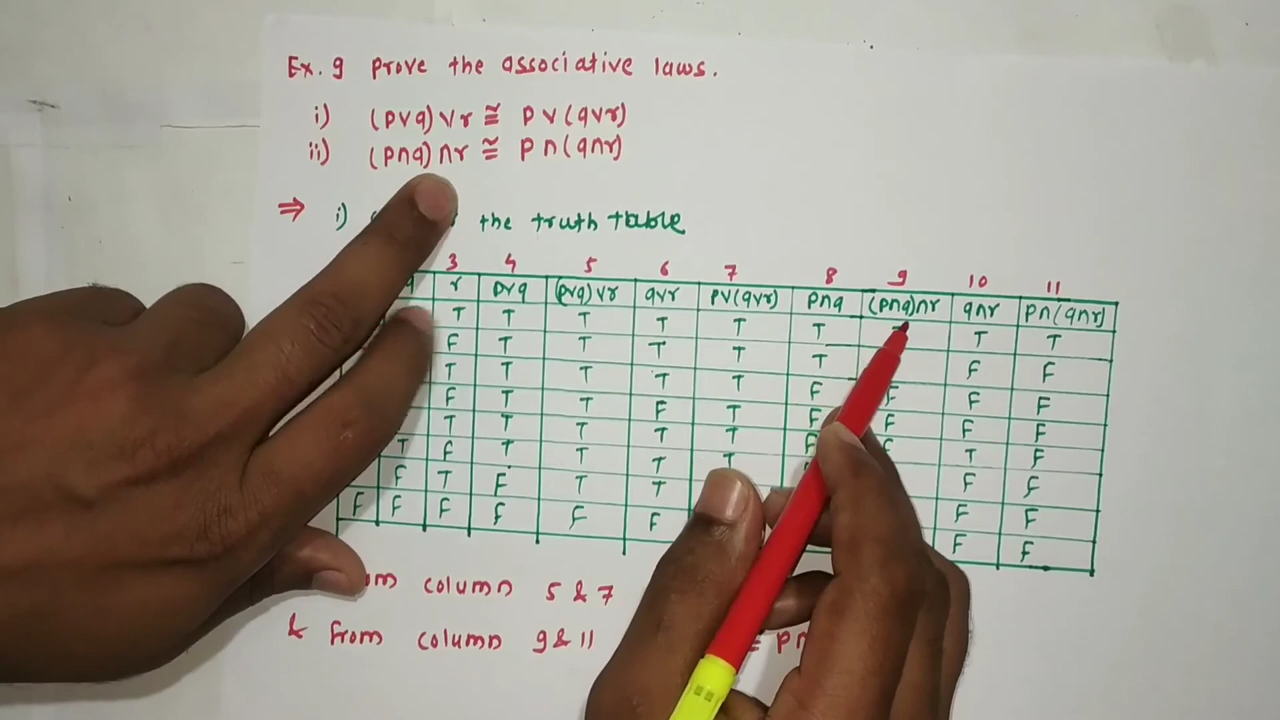 Ex. 9 prove the associative laws.
i) (p∨q)∨r ≅ p∨(q∨r)
ii) (p∩q)∩r ≅ p∩(q∩r)
⇒ i) the truth table
3 4 5 6 7 8 9 10 11
r p∨q (p∨q)∨r q∨r p∨(q∨r) p∩q (p∩q)∩r q∩r p∩(q∩r)
T T T T T T T T
F T T T T T F F
T T T T T F F F F
F T T F T F F F F
T T T T T F F T F
T F T T T F F
F T F T T F F
F F F F F F F F
column 5 & 7
& from column 9 & 11